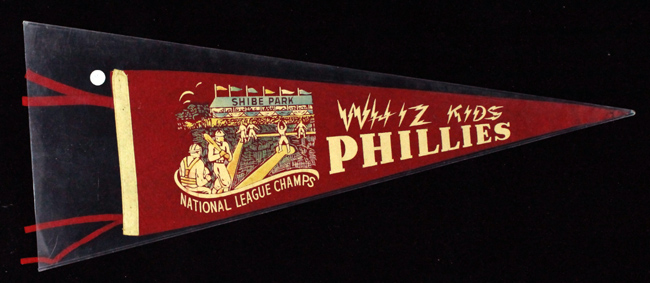 SHIBE PARK
NATIONAL LEAGUE CHAMPS
WHIZ KIDS
PHILLIES